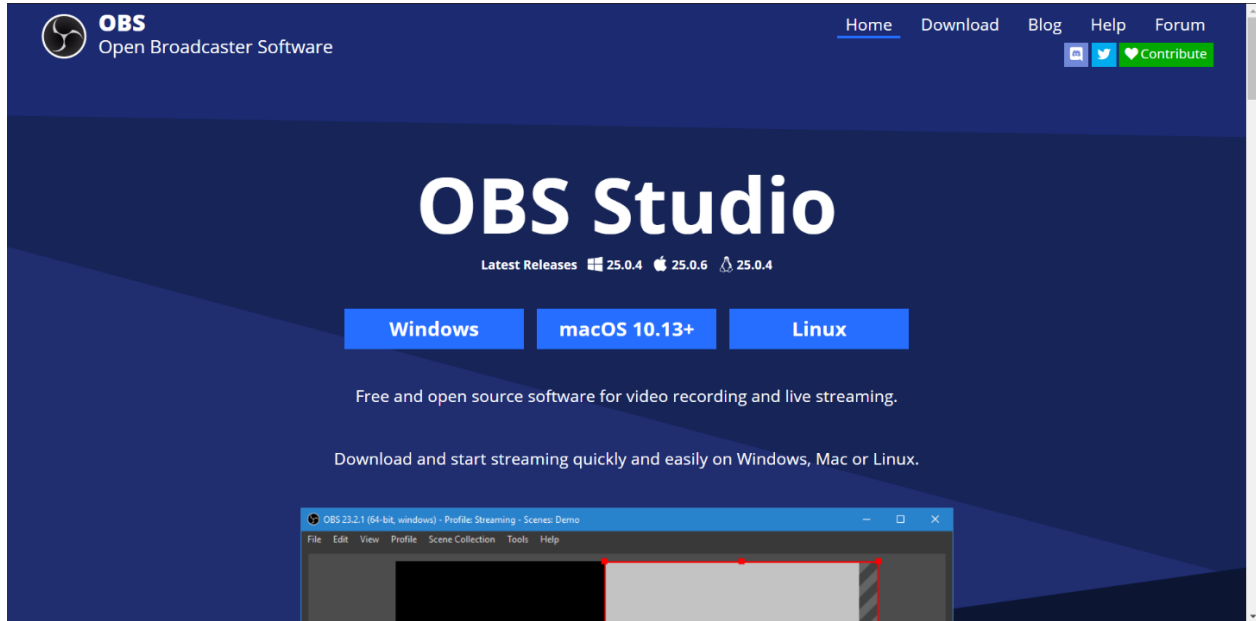 OBS
Open Broadcaster Software
Home Download Blog Help Forum
Contribute
OBS Studio
Latest Releases 25.0.4 25.0.6 25.0.4
Windows macOS 10.13+ Linux
Free and open source software for video recording and live streaming.
Download and start streaming quickly and easily on Windows, Mac or Linux.
OBS 23.2.1 (64-bit, windows) - Profile: Streaming - Scenes: Demo
File Edit View Profile Scene Collection Tools Help